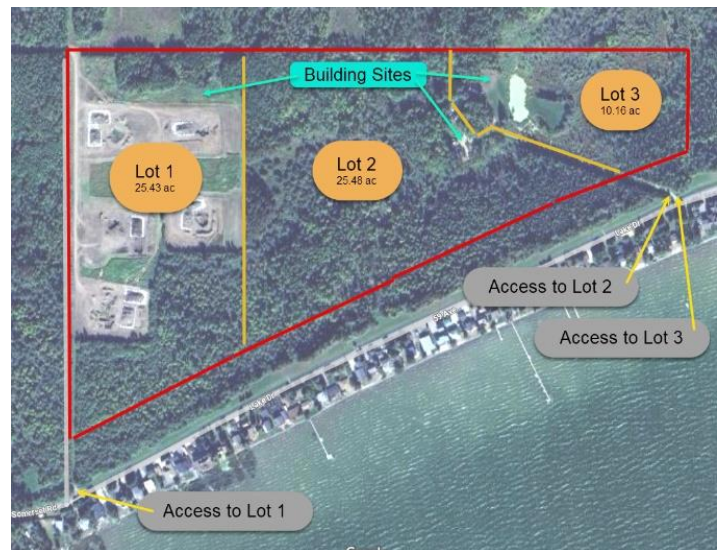 Building Sites
Lot 3
10.16 ac
Lot 1
25.43 ac
Lot 2
25.48 ac
Access to Lot 2
Access to Lot 3
Access to Lot 1